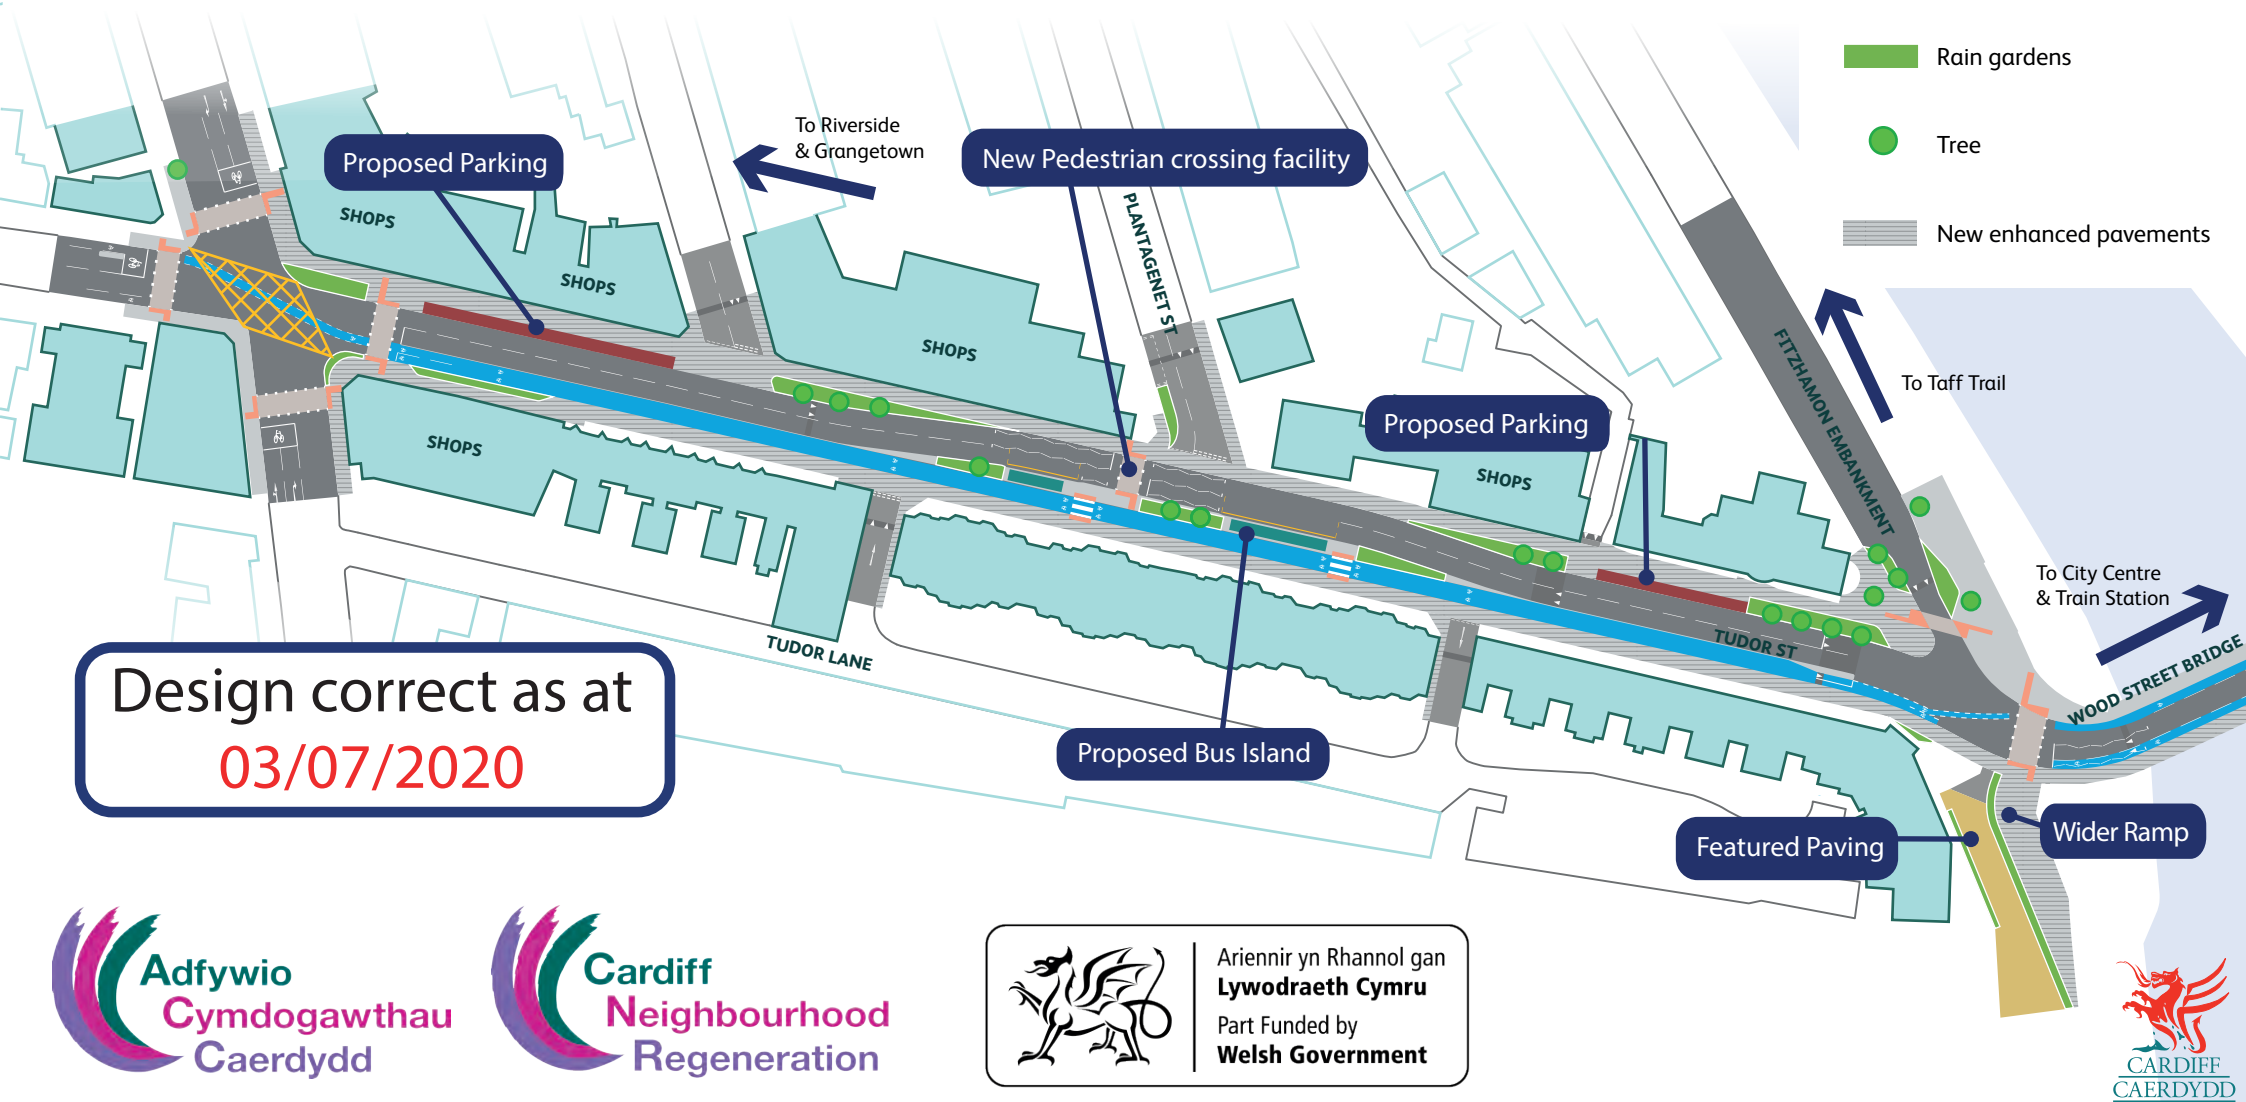 Rain gardens
Tree
New enhanced pavements
To Riverside
& Grangetown
Proposed Parking
New Pedestrian crossing facility
SHOPS
SHOPS
SHOPS
SHOPS
SHOPS
PLANTAGENET ST
FITZHAMON EMBANKMENT
To Taff Trail
Proposed Parking
To City Centre
& Train Station
TUDOR ST
TUDOR LANE
WOOD STREET BRIDGE
Proposed Bus Island
Featured Paving
Wider Ramp
Design correct as at
03/07/2020
Adfywio
Cymdogawthau
Caerdydd
Cardiff
Neighbourhood
Regeneration
Ariennir yn Rhannol gan
Lywodraeth Cymru
Part Funded by
Welsh Government
CARDIFF
CAERDYDD